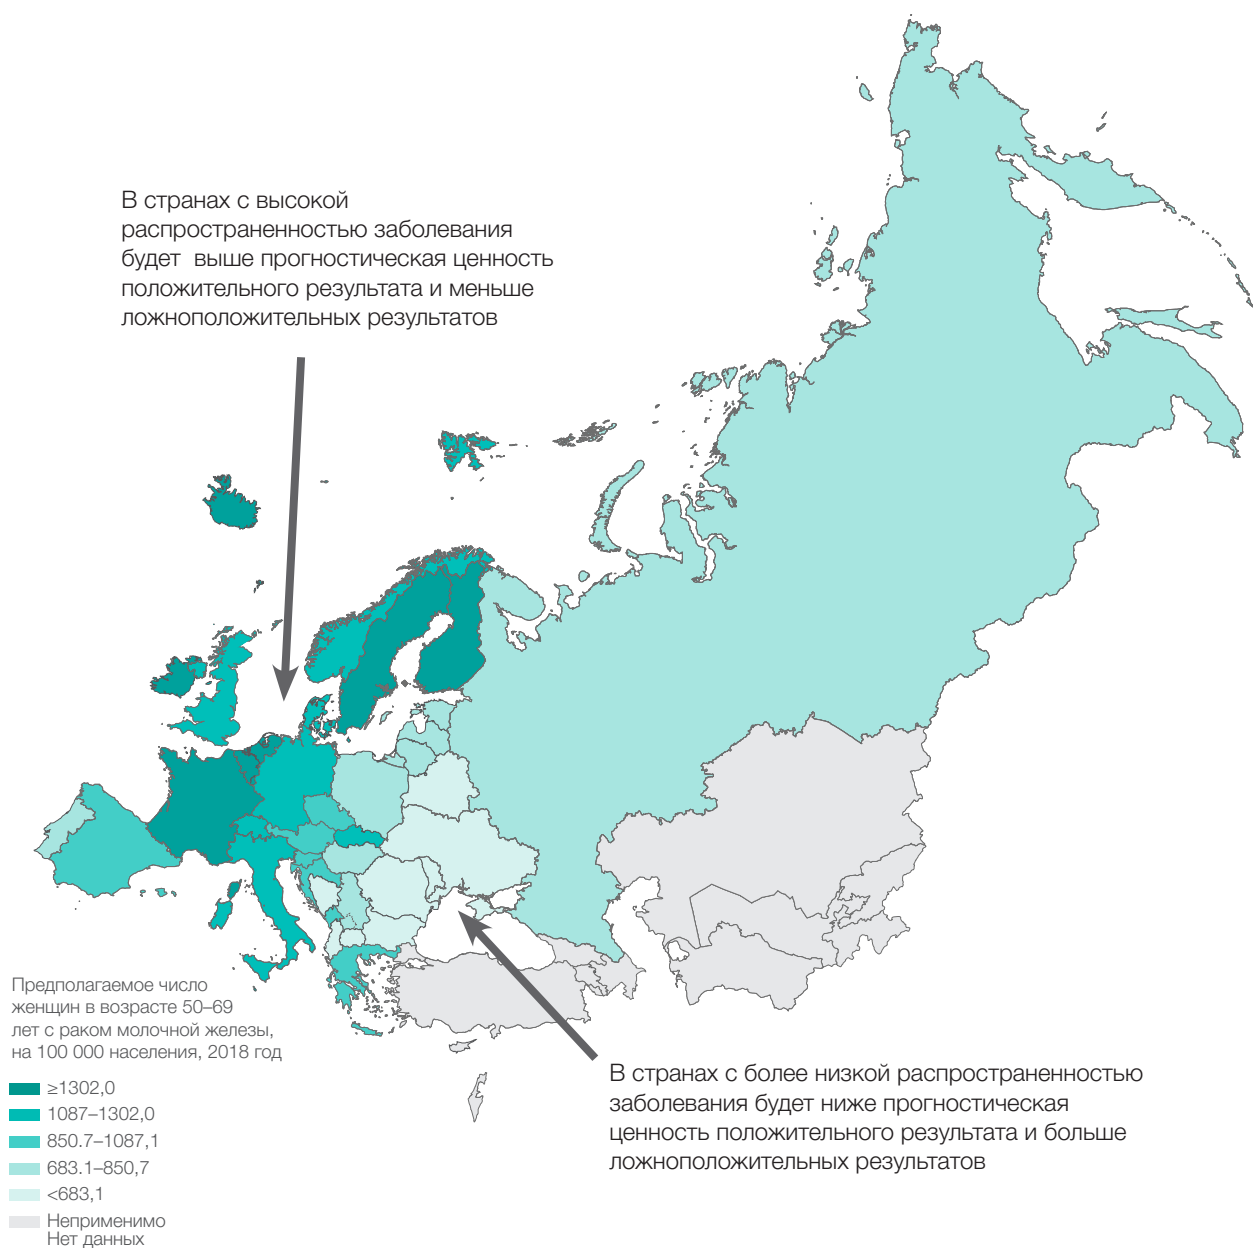 В странах с высокой
распространенностью заболевания
будет выше прогностическая ценность
положительного результата и меньше
ложноположительных результатов
Предполагаемое число
женщин в возрасте 50–69
лет с раком молочной железы,
на 100 000 населения, 2018 год
≥1302,0
1087–1302,0
850.7–1087,1
683.1–850,7
<683,1
Неприменимо
Нет данных
В странах с более низкой распространенностью
заболевания будет ниже прогностическая
ценность положительного результата и больше
ложноположительных результатов